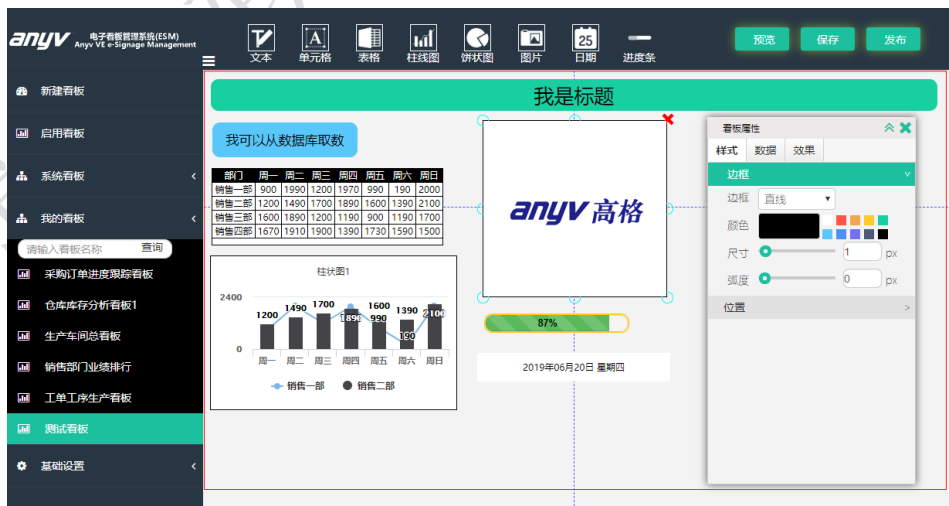 anyv 电子看板管理系统(ESM)
Anyv VE e-Signage Management
文本 单元格 表格 柱线图 饼状图 图片 25 日期 进度条
预览 保存 发布
新建看板
启用看板
系统看板
我的看板
请输入看板名称 查询
采购订单进度跟踪看板
仓库库存分析看板1
生产车间总看板
销售部门业绩排行
工单工序生产看板
测试看板
基础设置
我是标题
我可以从数据库取数
部门 周一 周二 周三 周四 周五 周六 周日
销售一部 900 1990 1200 1970 990 190 2000
销售二部 1200 1490 1700 1890 1600 1390 2100
销售三部 1600 1890 1200 1190 900 1190 1700
销售四部 1670 1910 1900 1390 1730 1590 1500
柱状图1
2400
1200 1490 1700 1890 1600 990 1390 190 2100
0
周一 周二 周三 周四 周五 周六 周日
销售一部 销售二部
anyv 高格
87%
2019年06月20日 星期四
看板属性
样式 数据 效果
边框
边框 直线
颜色
尺寸 1 px
弧度 0 px
位置